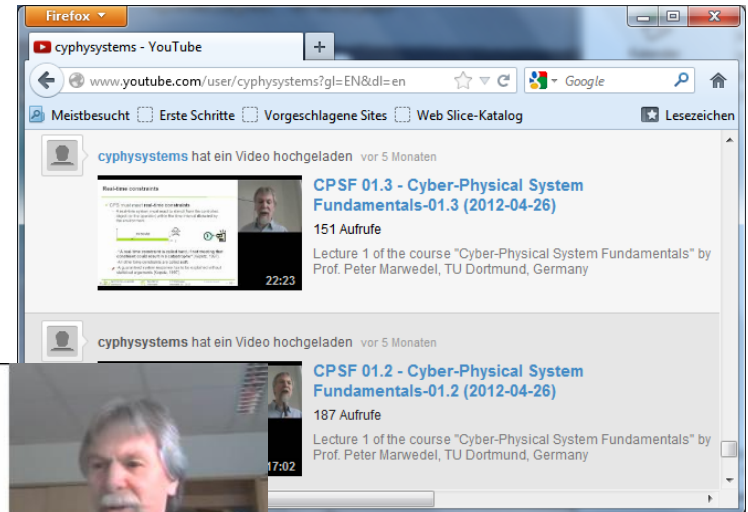 Firefox
cyphysystems - YouTube
www.youtube.com/user/cyphysystems?gl=EN&dl=en
Google
Meistbesucht Erste Schritte Vorgeschlagene Sites Web Slice-Katalog Lesezeichen
cyphysystems hat ein Video hochgeladen vor 5 Monaten
Real-time constraints
CPSF 01.3 - Cyber-Physical System
Fundamentals-01.3 (2012-04-26)
151 Aufrufe
Lecture 1 of the course "Cyber-Physical System Fundamentals" by
Prof. Peter Marwedel, TU Dortmund, Germany
22:23
cyphysystems hat ein Video hochgeladen vor 5 Monaten
CPSF 01.2 - Cyber-Physical System
Fundamentals-01.2 (2012-04-26)
187 Aufrufe
Lecture 1 of the course "Cyber-Physical System Fundamentals" by
Prof. Peter Marwedel, TU Dortmund, Germany
17:02